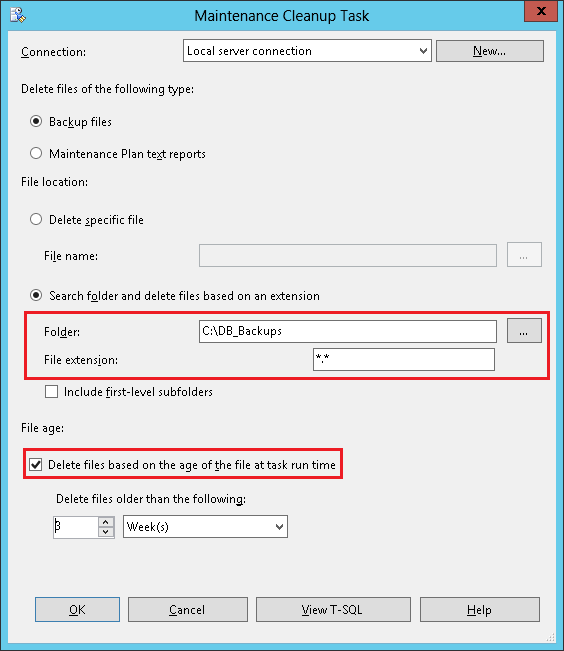 Maintenance Cleanup Task
x
Connection: Local server connection New...
Delete files of the following type:
Backup files
Maintenance Plan text reports
File location:
Delete specific file
File name: ...
Search folder and delete files based on an extension
Folder: C:\DB_Backups ...
File extension: *.*
Include first-level subfolders
File age:
Delete files based on the age of the file at task run time
Delete files older than the following:
3 Week(s)
OK Cancel View T-SQL Help